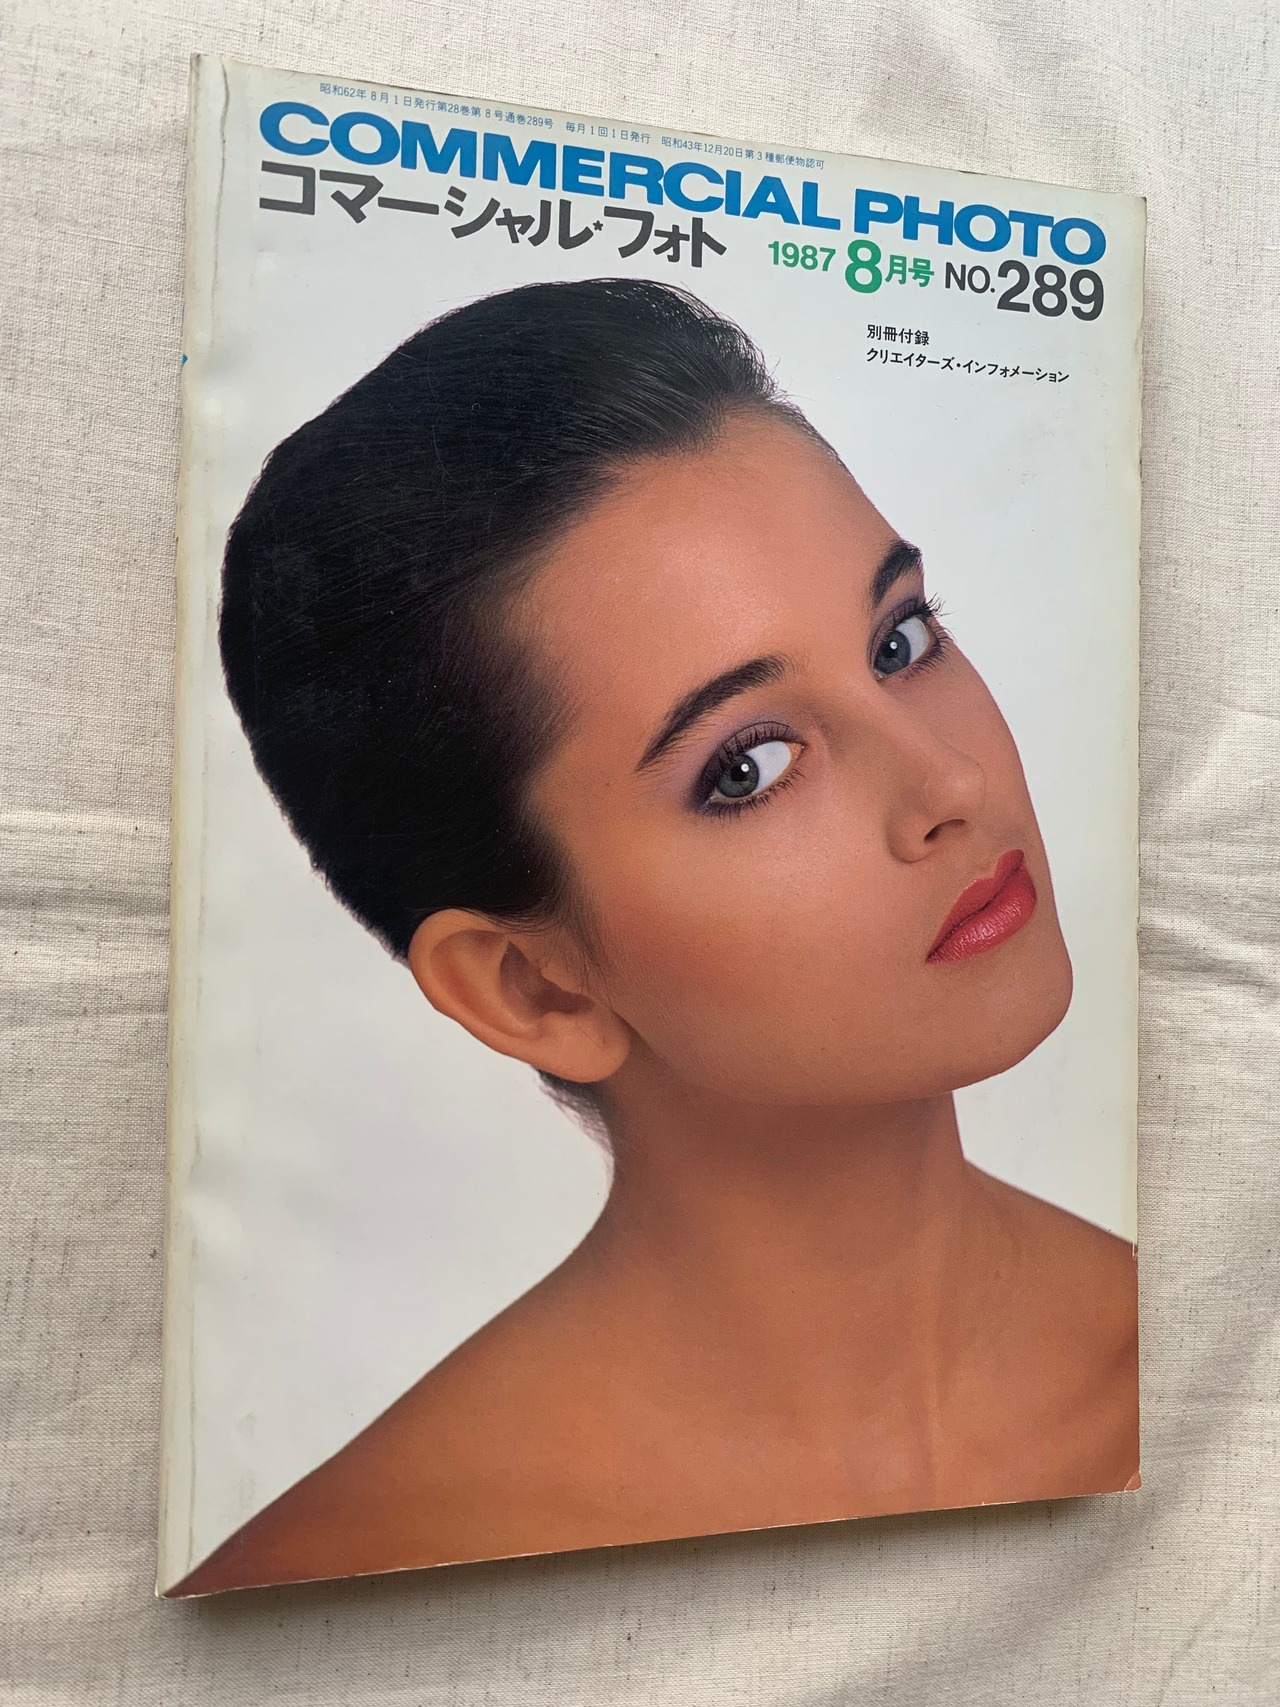 昭和62年8月1日発行第28巻第8号通巻289号 毎月1回1日発行 昭和43年12月20日第3種郵便物認可
COMMERCIAL PHOTO
コマーシャル*フォト 1987 8月号 NO.289
別冊付録
クリエイターズ・インフォメーション